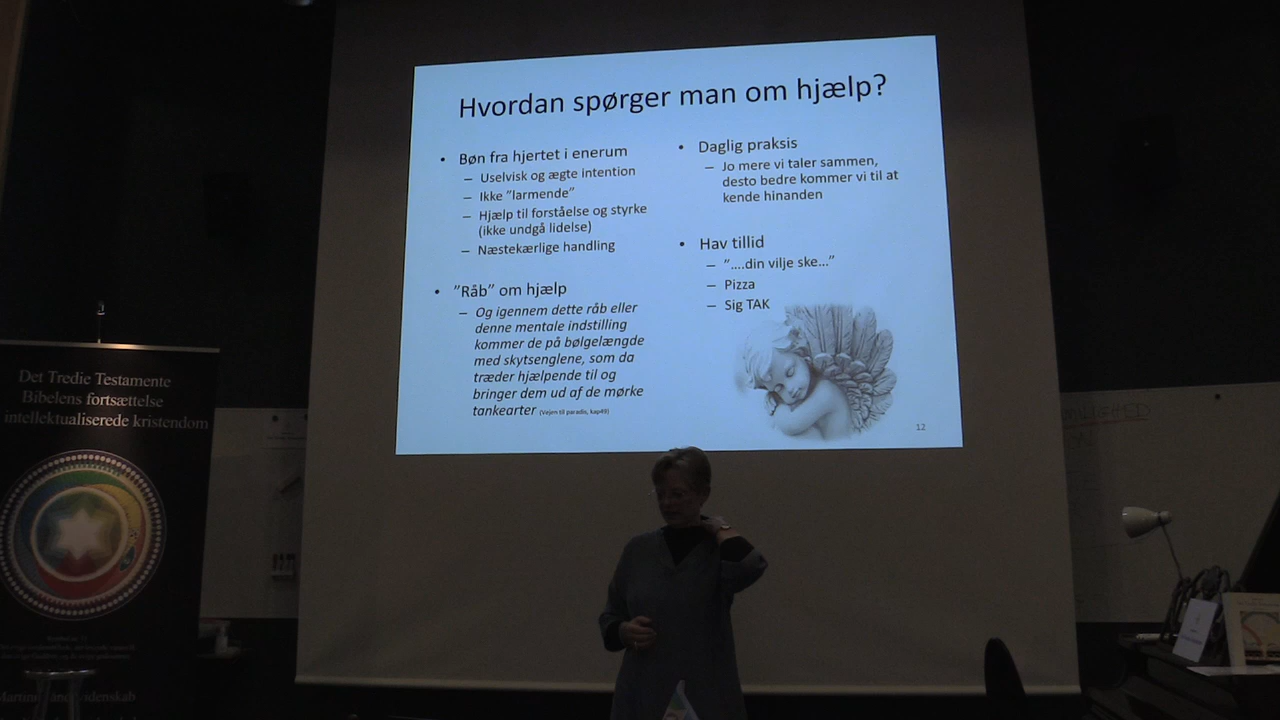 Hvordan spørger man om hjælp?
• Bøn fra hjertet i enerum
– Uselvisk og ægte intention
– Ikke ”larmende”
– Hjælp til forståelse og styrke
(ikke undgå lidelse)
– Næstekærlige handling
• ”Råb” om hjælp
– Og igennem dette råb eller
denne mentale indstilling
kommer de på bølgelængde
med skytsenglene, som da
træder hjælpende til og
bringer dem ud af de mørke
tankearter (Vejen til paradis, kap49)
• Daglig praksis
– Jo mere vi taler sammen,
desto bedre kommer vi til at
kende hinanden
• Hav tillid
– ”....din vilje ske...”
– Pizza
– Sig TAK
12
Det Tredie Testamente
Bibelens fortsættelse
intellektualiserede kristendom